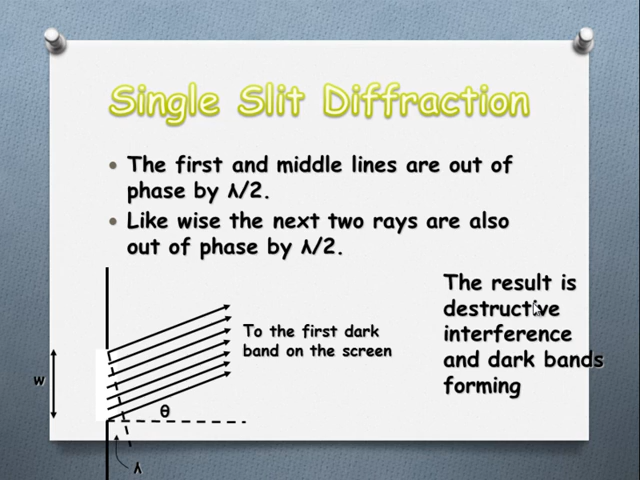 Single Slit Diffraction
The first and middle lines are out of
phase by λ/2.
Like wise the next two rays are also
out of phase by λ/2.
The result is
destructive
interference
and dark bands
forming
To the first dark
band on the screen
w
θ
λ